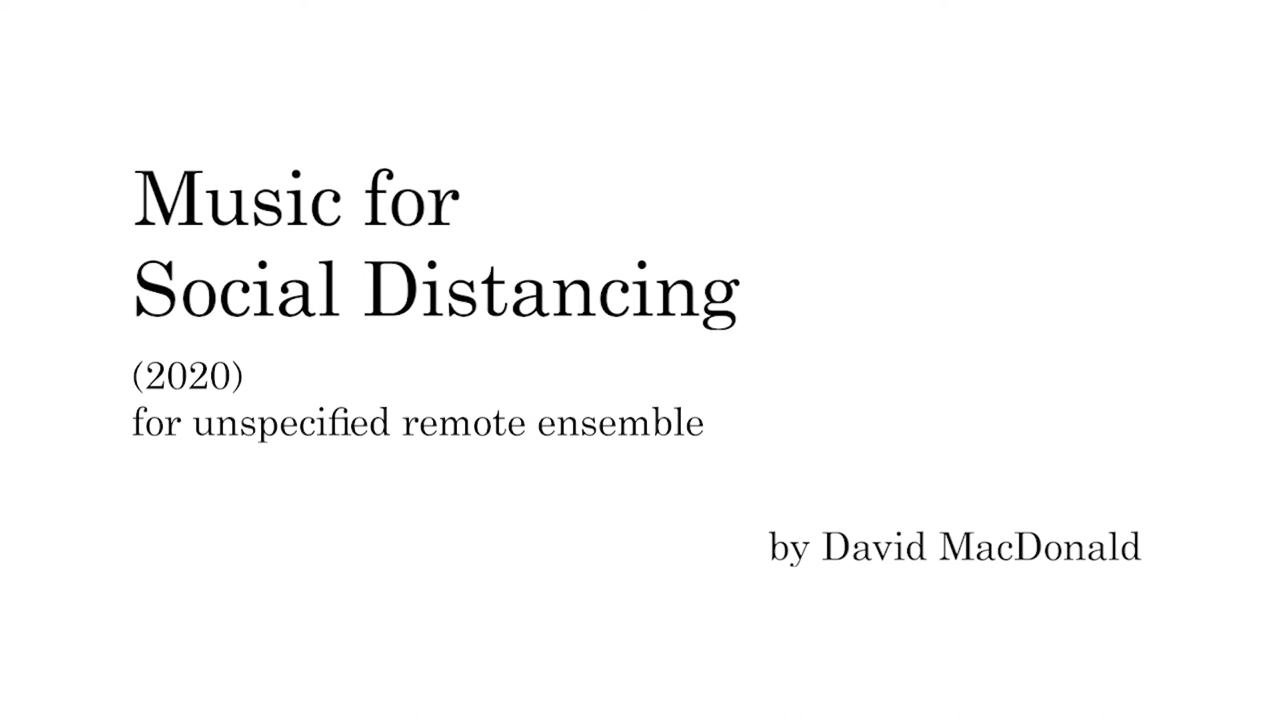 Music for
Social Distancing
(2020)
for unspecified remote ensemble
by David MacDonald